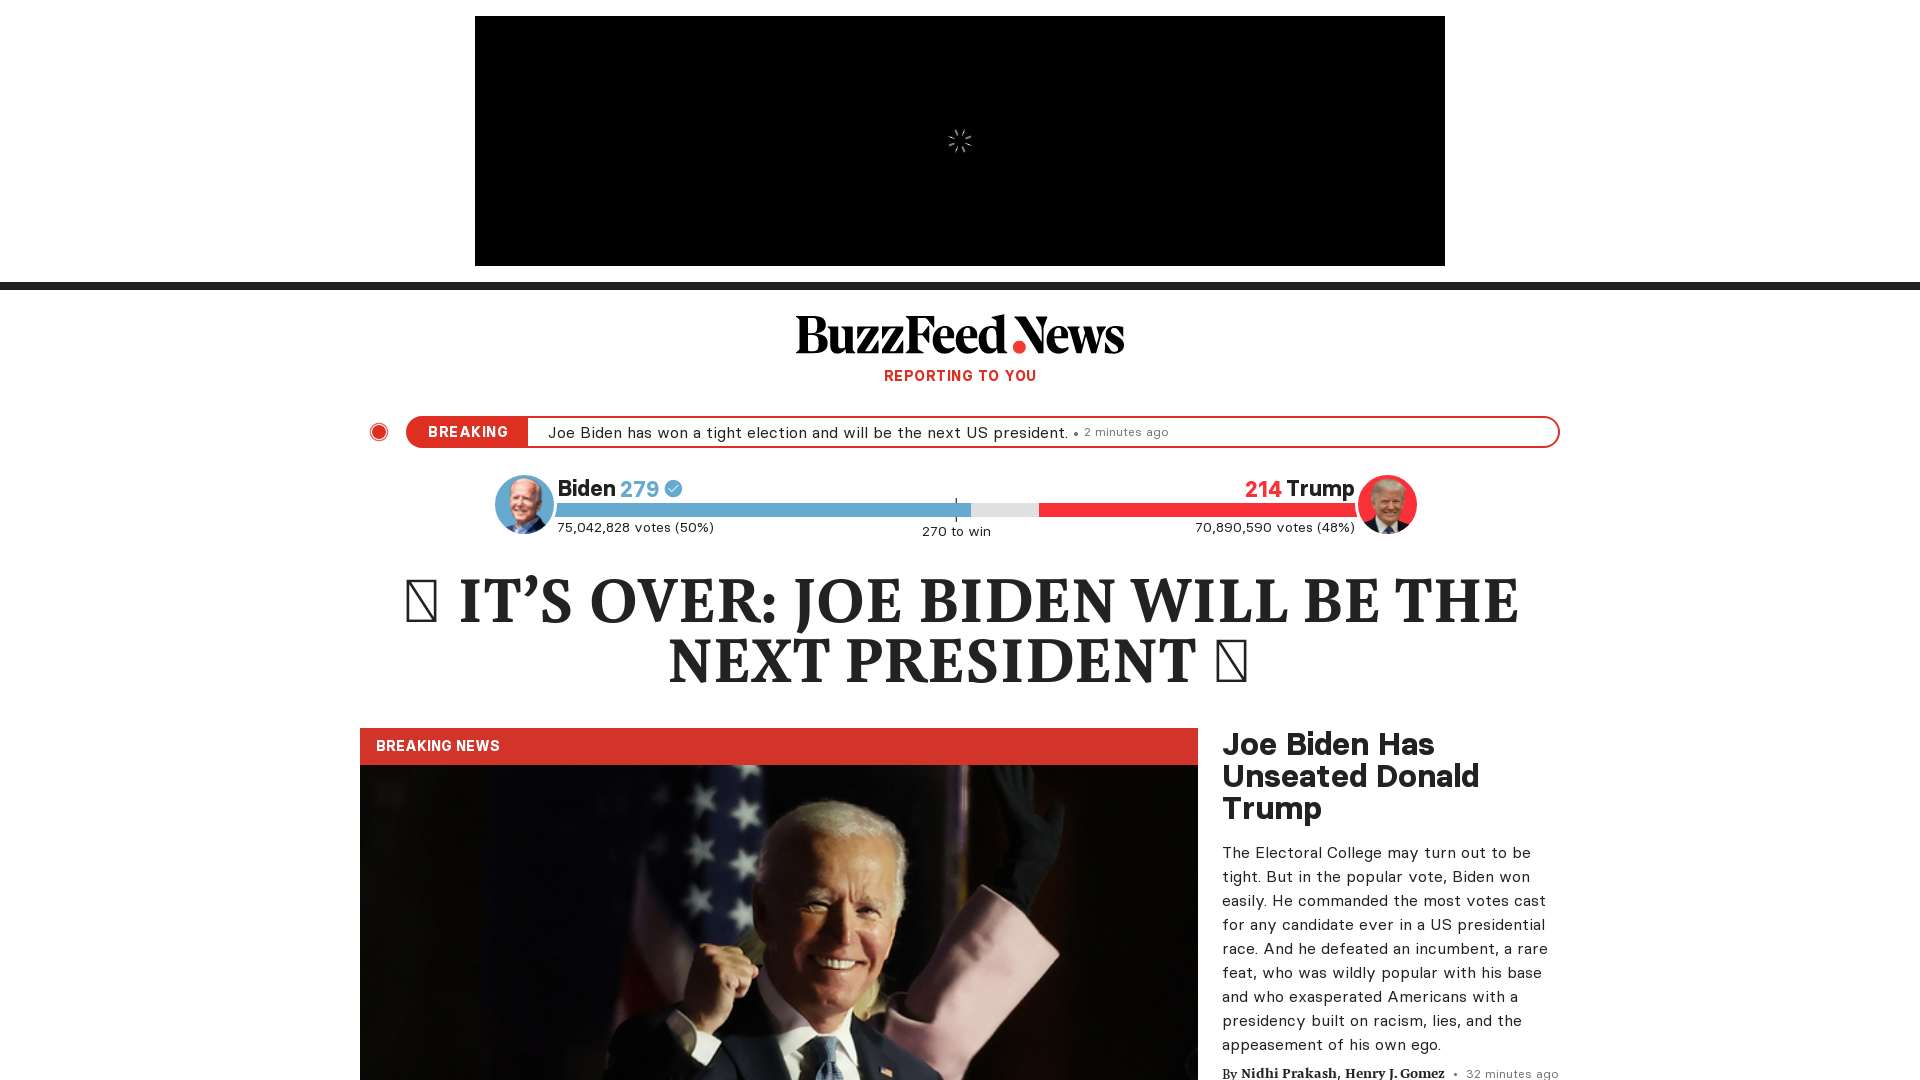 BuzzFeed News
REPORTING TO YOU
BREAKING
Joe Biden has won a tight election and will be the next US president. • 2 minutes ago
Biden 279
214 Trump
75,042,828 votes (50%)
270 to win
70,890,590 votes (48%)
IT’S OVER: JOE BIDEN WILL BE THE
NEXT PRESIDENT
BREAKING NEWS
Joe Biden Has
Unseated Donald
Trump
The Electoral College may turn out to be
tight. But in the popular vote, Biden won
easily. He commanded the most votes cast
for any candidate ever in a US presidential
race. And he defeated an incumbent, a rare
feat, who was wildly popular with his base
and who exasperated Americans with a
presidency built on racism, lies, and the
appeasement of his own ego.
By Nidhi Prakash, Henry J. Gomez • 32 minutes ago